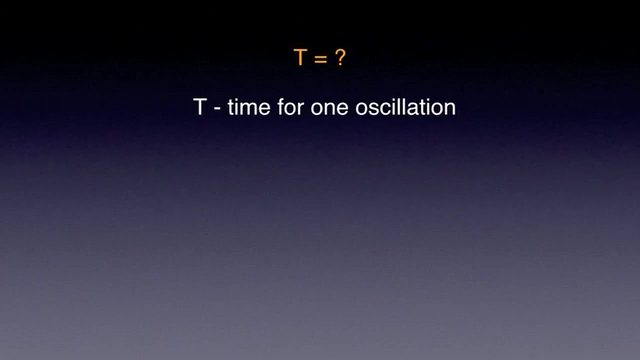 T = ?
T - time for one oscillation